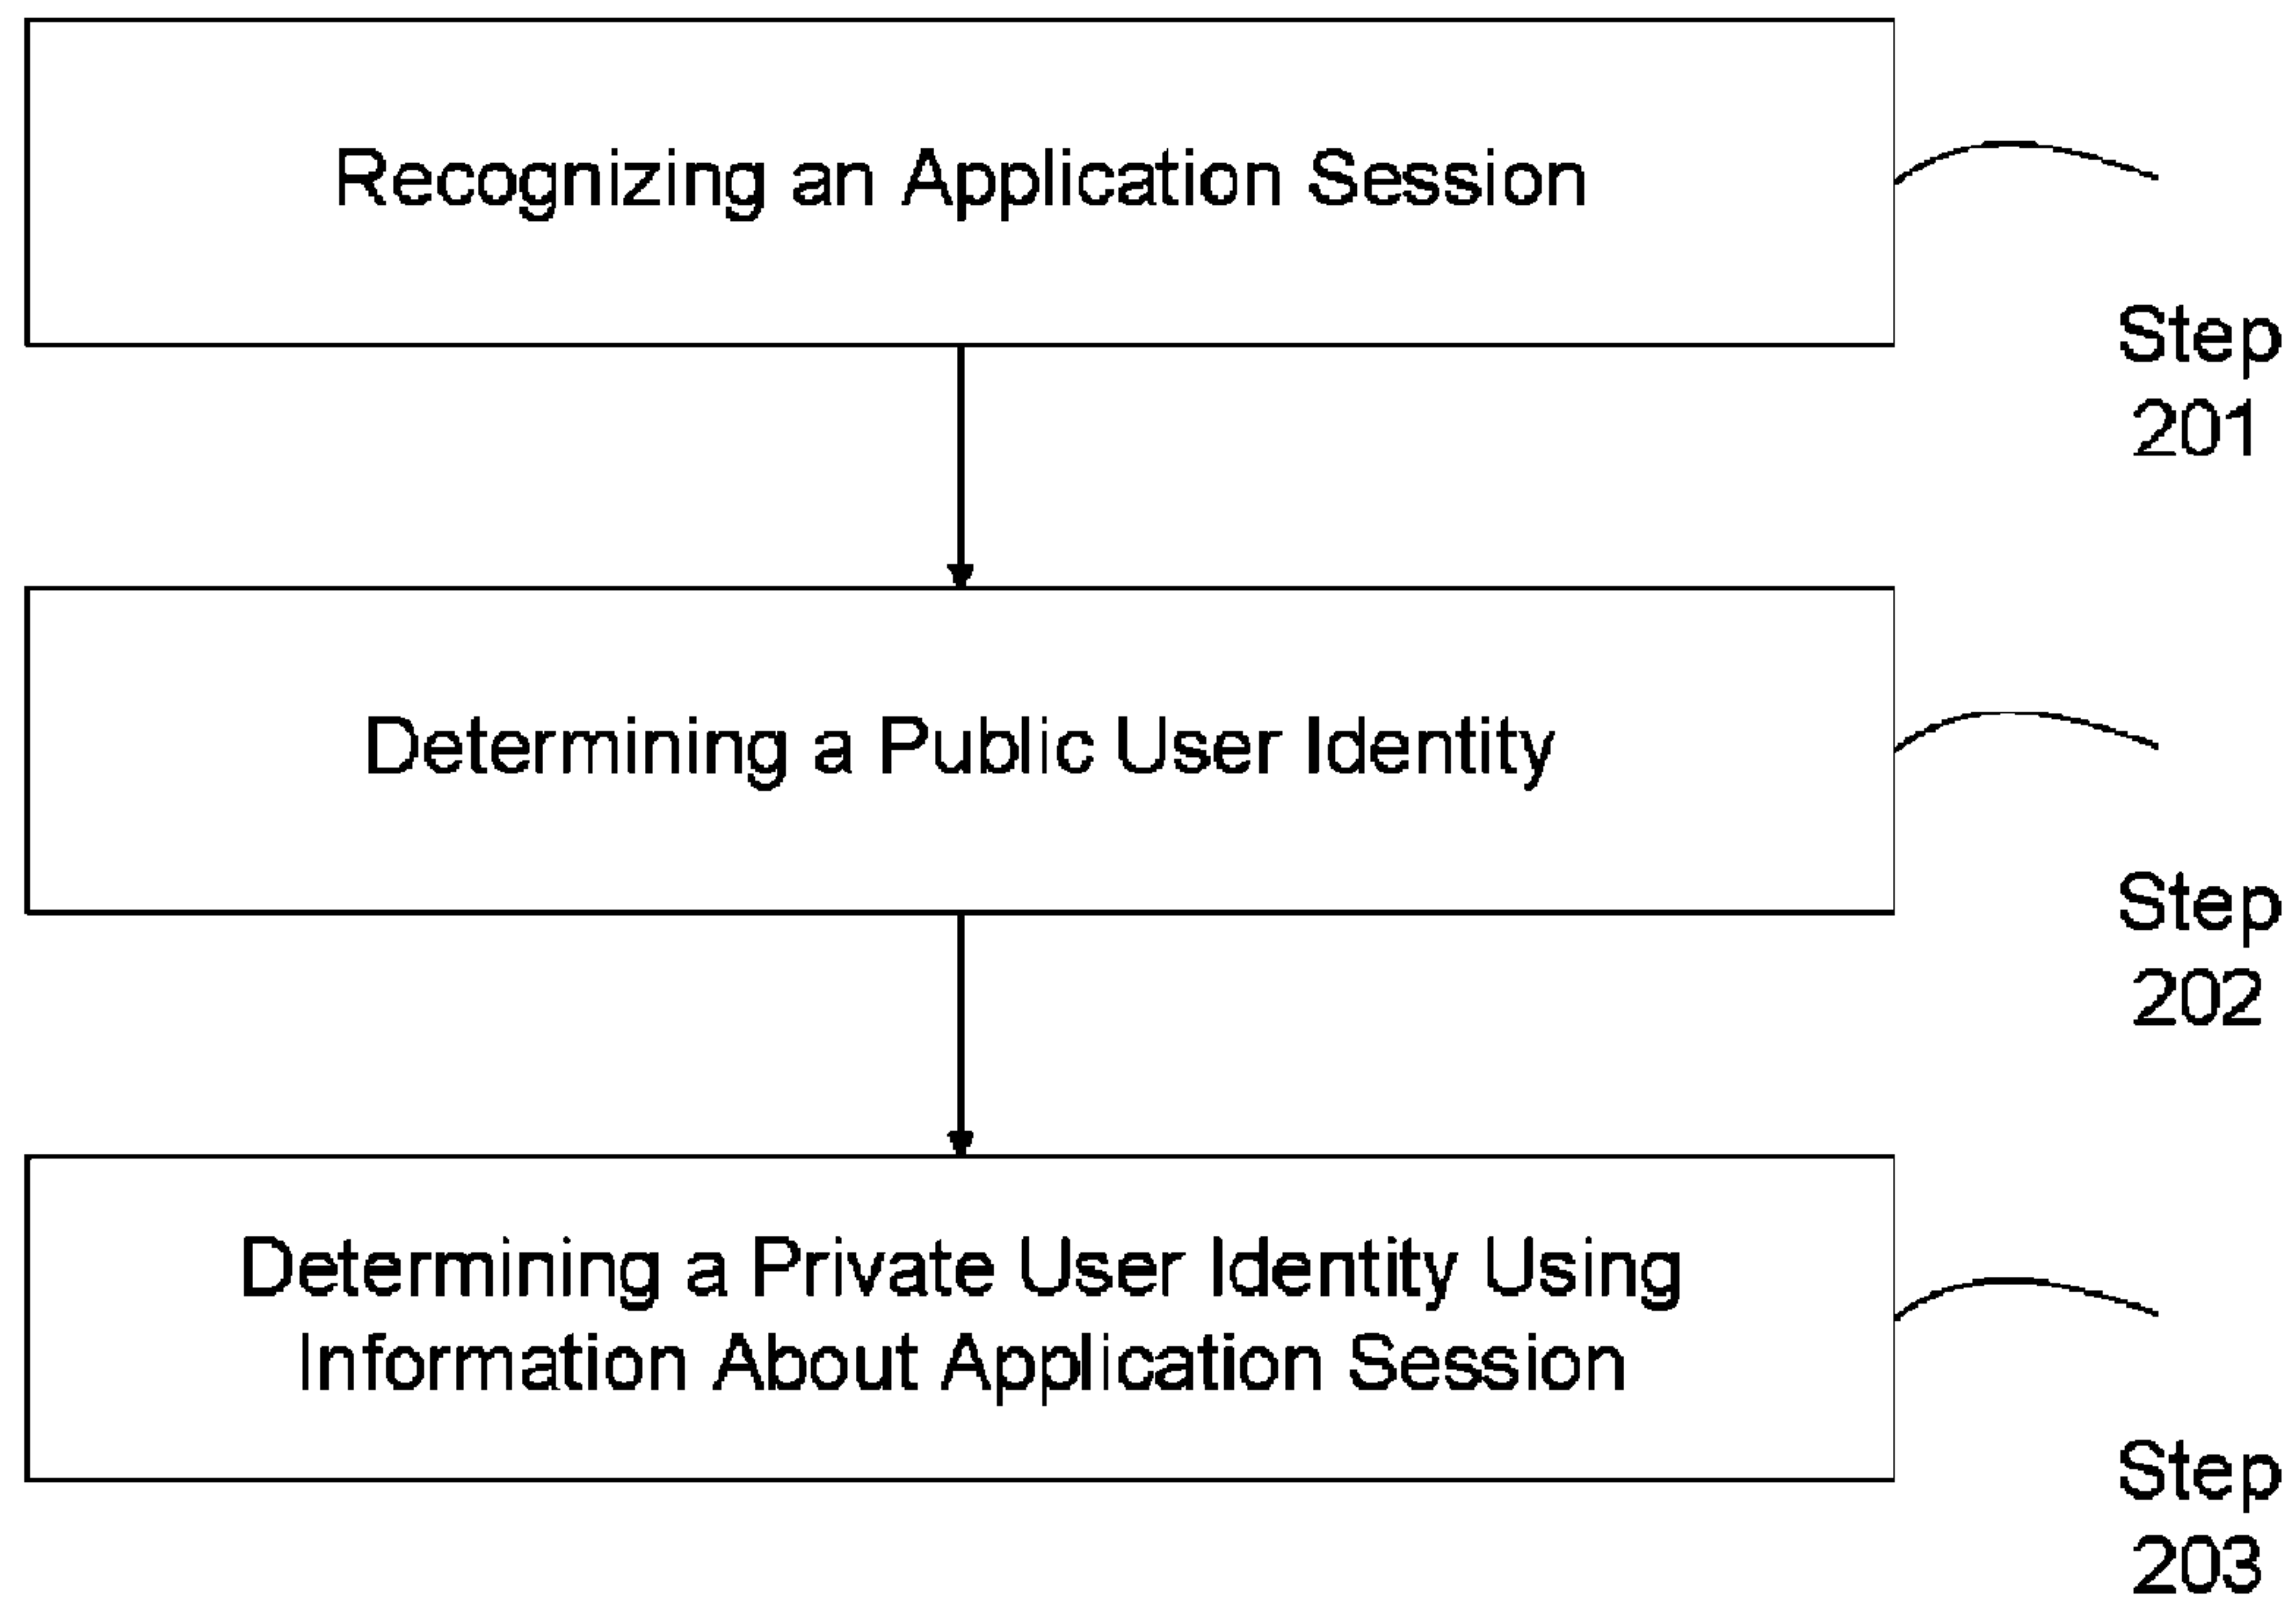 Recognizing an Application Session
Step
201
Determining a Public User Identity
Step
202
Determining a Private User Identity Using
Information About Application Session
Step
203